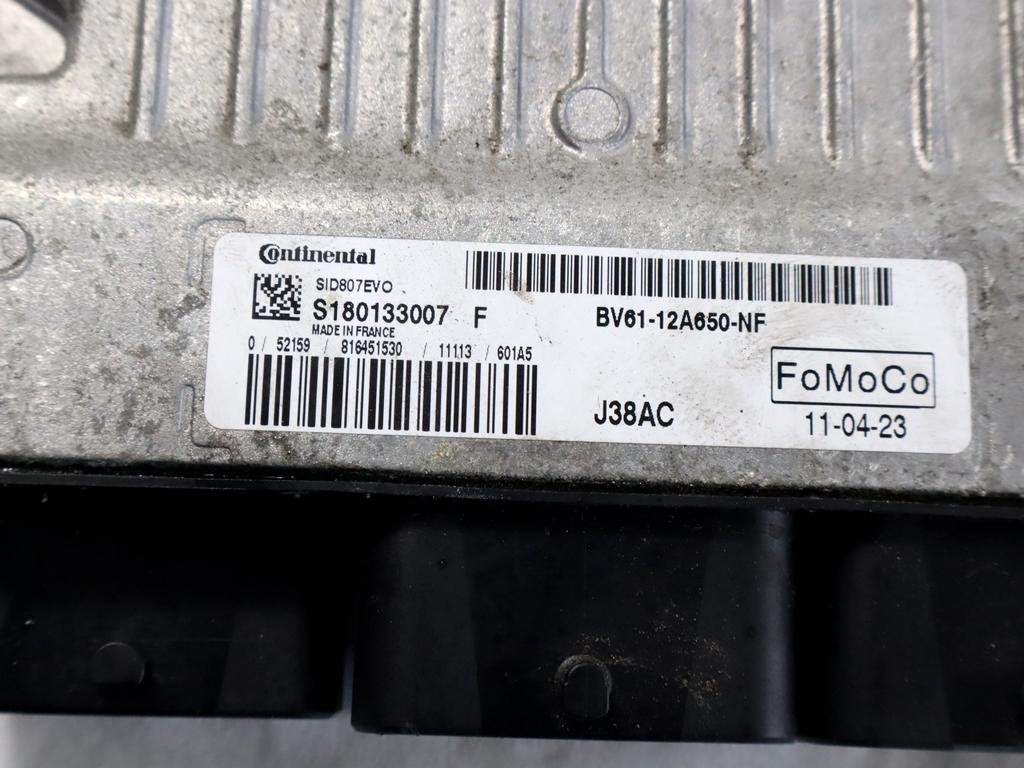 Continental
SID807EVO
S180133007 F
MADE IN FRANCE
0 / 52159 / 816451530 / 11113 / 601A5
BV61-12A650-NF
J38AC
FoMoCo
11-04-23